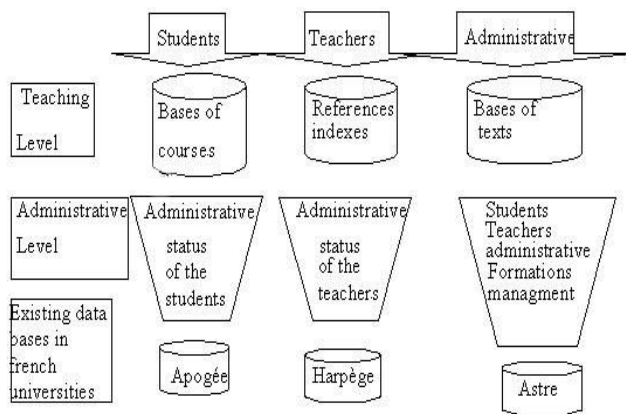 Students
Teachers
Administrative
Teaching
Level
Bases of
courses
References
indexes
Bases of
texts
Administrative
Level
Administrative
status
of the
students
Administrative
status
of the
teachers
Students
Teachers
administrative
Formations
managment
Existing data
bases in
french
universities
Apogée
Harpège
Astre